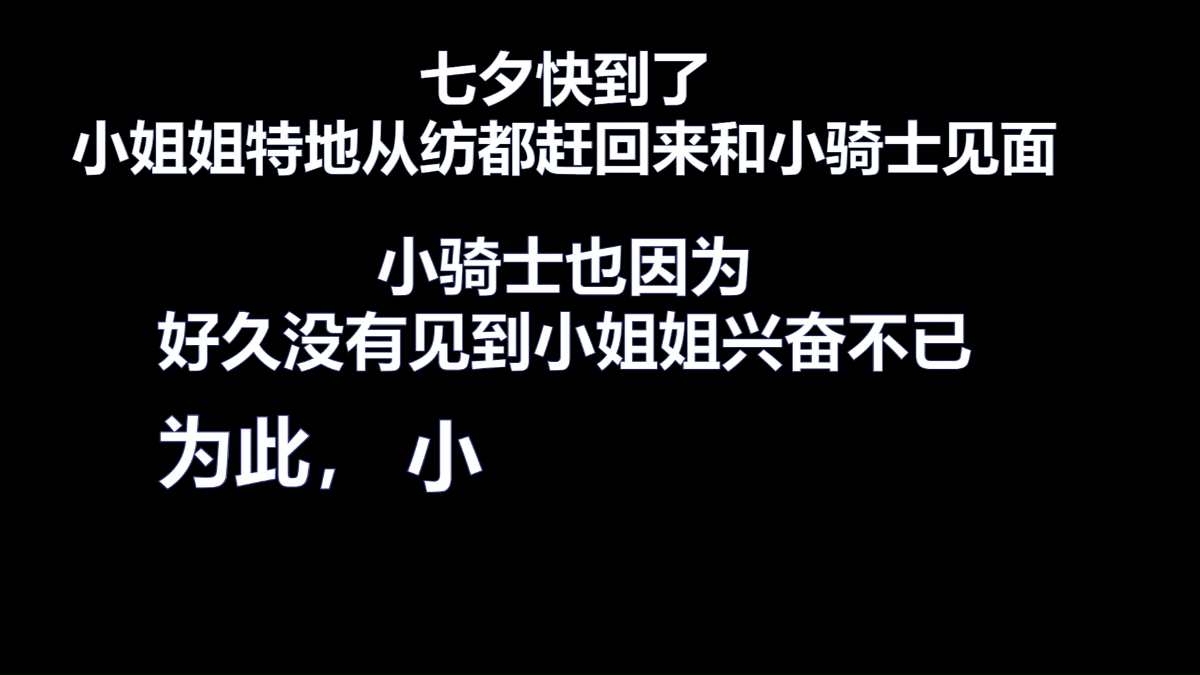 七夕快到了
小姐姐特地从纺都赶回来和小骑士见面
小骑士也因为
好久没有见到小姐姐兴奋不已
为此， 小